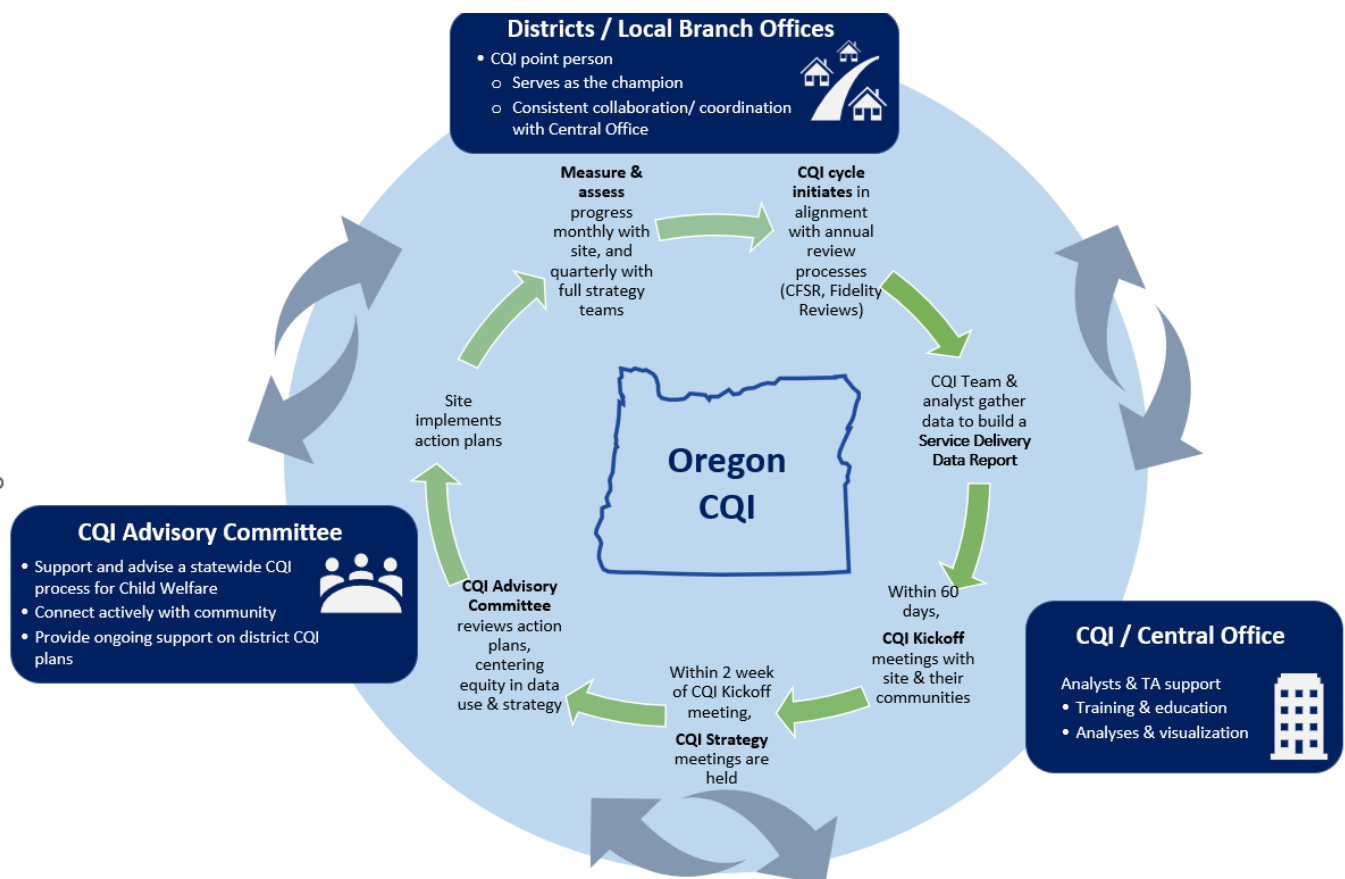 Districts / Local Branch Offices
• CQI point person
o Serves as the champion
o Consistent collaboration/ coordination
with Central Office
Measure &
assess
progress
monthly with
site, and
quarterly with
full strategy
teams
CQI cycle
initiates in
alignment
with annual
review
processes
(CFSR, Fidelity
Reviews)
CQI Team &
analyst gather
data to build a
Service Delivery
Data Report
Within 60
days,
CQI Kickoff
meetings with
site & their
communities
Within 2 week
of CQI Kickoff
meeting,
CQI Strategy
meetings are
held
CQI Advisory
Committee
reviews action
plans,
centering
equity in data
use & strategy
Site
implements
action plans
Oregon
CQI
CQI Advisory Committee
• Support and advise a statewide CQI
process for Child Welfare
• Connect actively with community
• Provide ongoing support on district CQI
plans
CQI / Central Office
Analysts & TA support
• Training & education
• Analyses & visualization